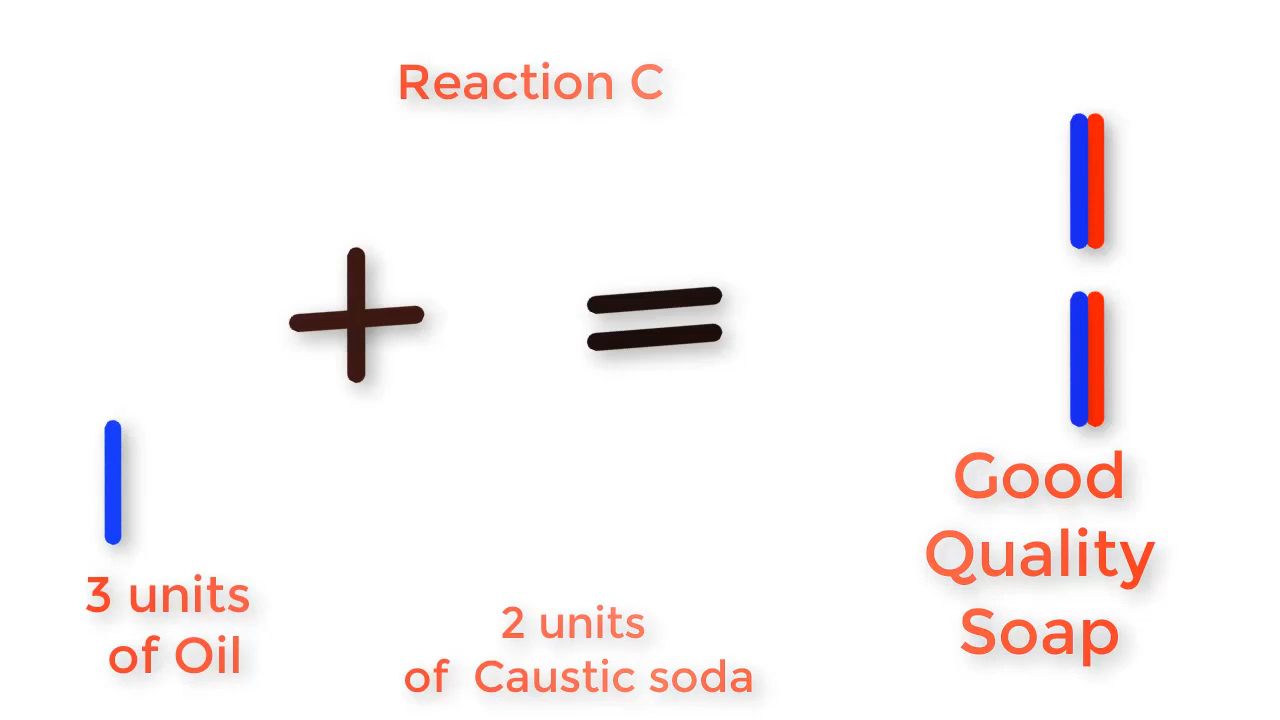 Reaction C
3 units
of Oil
2 units
of Caustic soda
Good
Quality
Soap